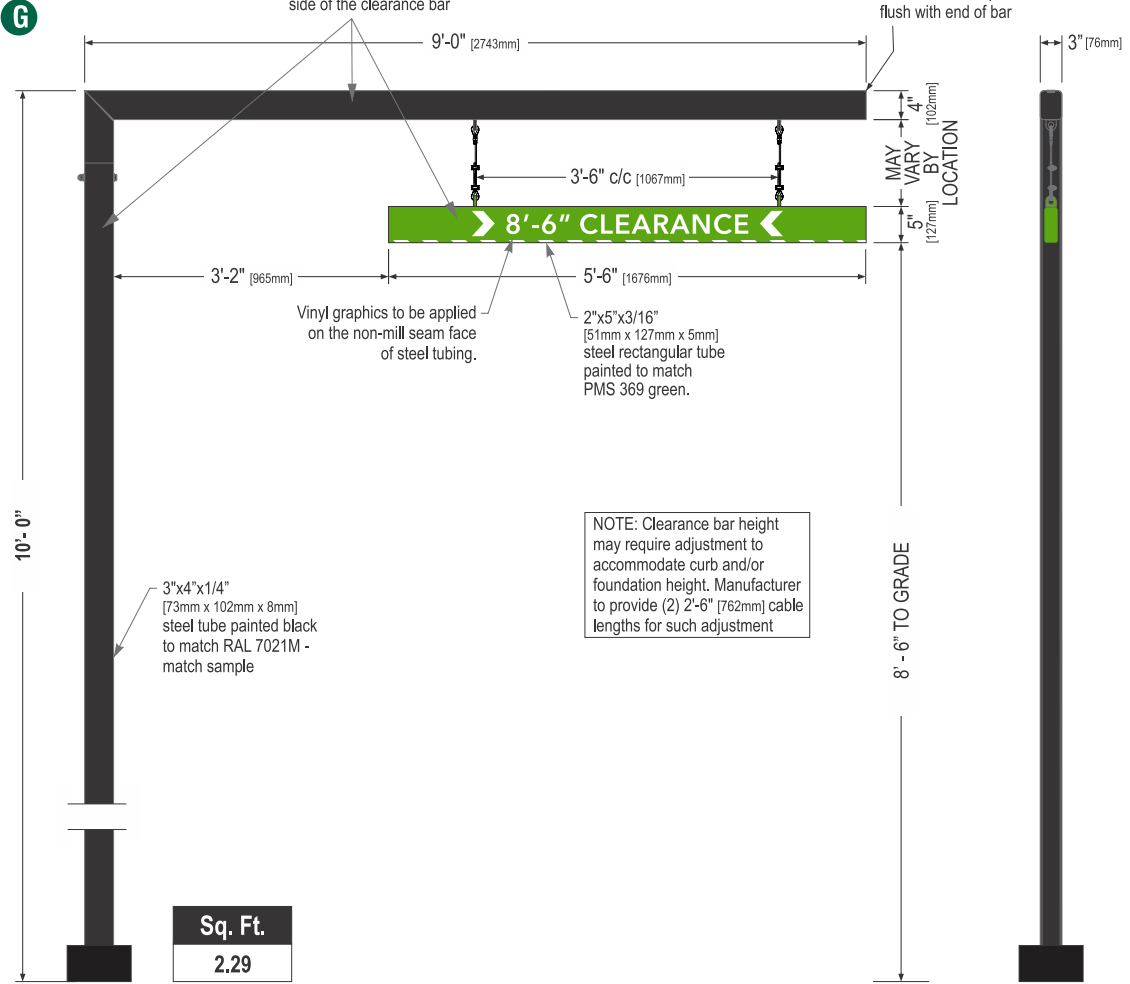 G
side of the clearance bar
flush with end of bar
9'-0" [2743mm]
3" [76mm]
4"
[102mm]
MAY
VARY
BY
LOCATION
3'-6" c/c [1067mm]
8'-6” CLEARANCE
5"
[127mm]
3'-2" [965mm]
5'-6" [1676mm]
Vinyl graphics to be applied
on the non-mill seam face
of steel tubing.
2"x5"x3/16"
[51mm x 127mm x 5mm]
steel rectangular tube
painted to match
PMS 369 green.
10'- 0”
NOTE: Clearance bar height
may require adjustment to
accommodate curb and/or
foundation height. Manufacturer
to provide (2) 2'-6" [762mm] cable
lengths for such adjustment
8' - 6” TO GRADE
3"x4"x1/4”
[73mm x 102mm x 8mm]
steel tube painted black
to match RAL 7021M -
match sample
Sq. Ft.
2.29